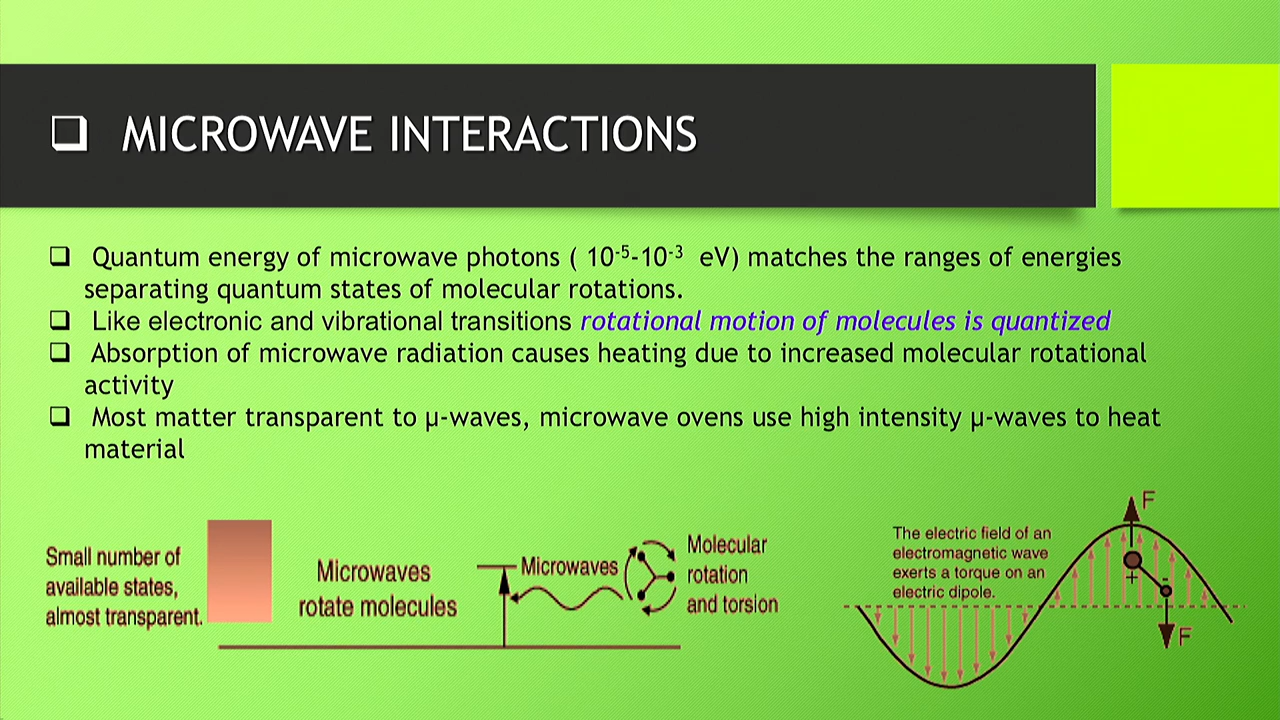 ❑ MICROWAVE INTERACTIONS
❑ Quantum energy of microwave photons ( 10⁻⁵-10⁻³ eV) matches the ranges of energies
separating quantum states of molecular rotations.
❑ Like electronic and vibrational transitions rotational motion of molecules is quantized
❑ Absorption of microwave radiation causes heating due to increased molecular rotational
activity
❑ Most matter transparent to µ-waves, microwave ovens use high intensity µ-waves to heat
material
Small number of
available states,
almost transparent.
Microwaves
rotate molecules
Microwaves
Molecular
rotation
and torsion
The electric field of an
electromagnetic wave
exerts a torque on an
electric dipole.
F
+
-
F